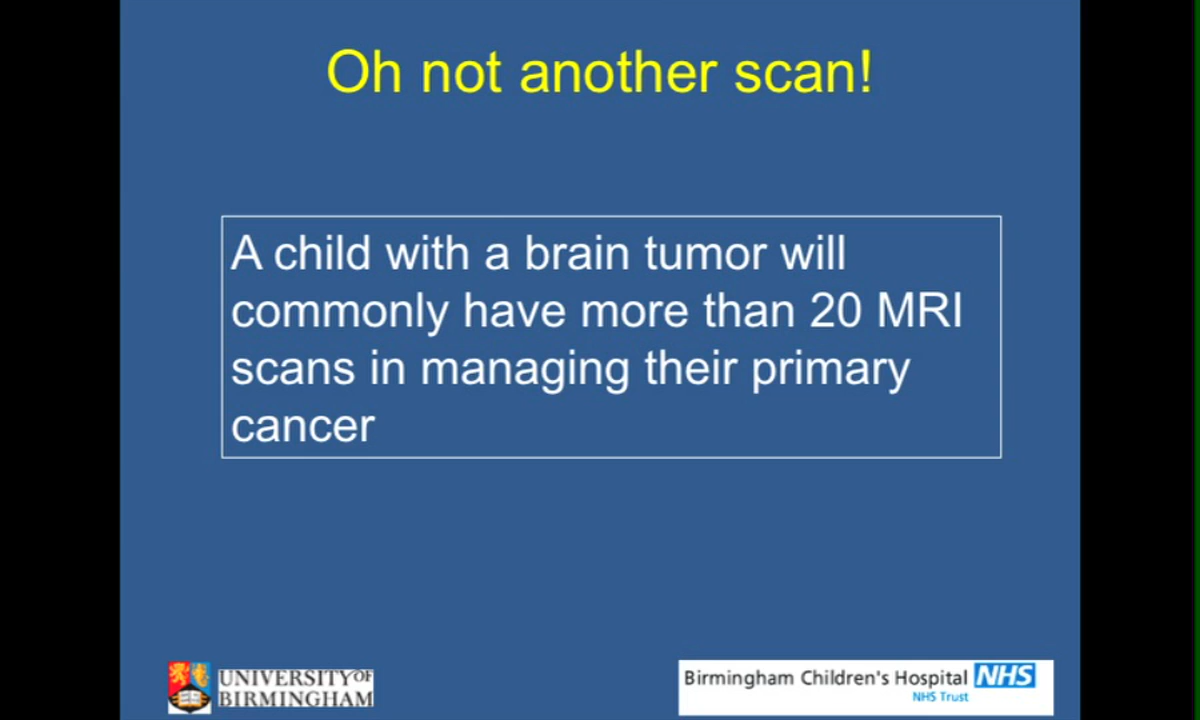 Oh not another scan!
A child with a brain tumor will
commonly have more than 20 MRI
scans in managing their primary
cancer
UNIVERSITY OF
BIRMINGHAM
Birmingham Children's Hospital NHS
NHS Trust